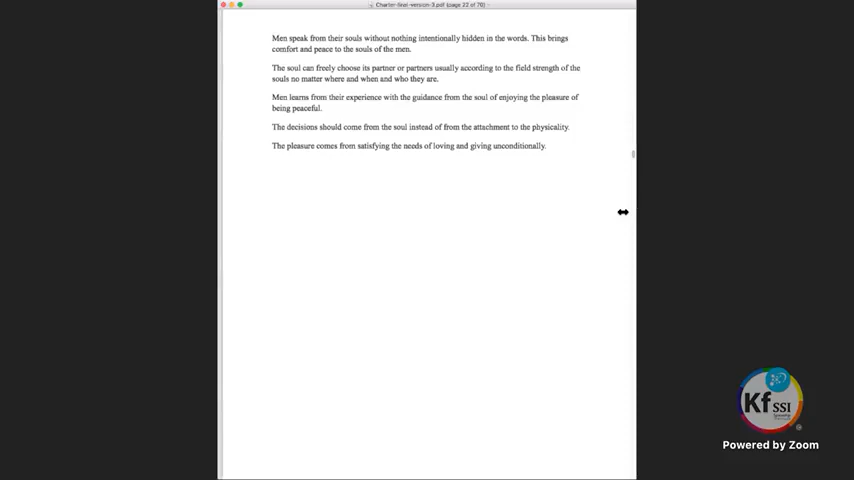 Charter-final-version-3.pdf (page 22 of 70)
Men speak from their souls without nothing intentionally hidden in the words. This brings
comfort and peace to the souls of the men.
The soul can freely choose its partner or partners usually according to the field strength of the
souls no matter where and when and who they are.
Men learns from their experience with the guidance from the soul of enjoying the pleasure of
being peaceful.
The decisions should come from the soul instead of from the attachment to the physicality.
The pleasure comes from satisfying the needs of loving and giving unconditionally.
Kf SSI
Powered by Zoom